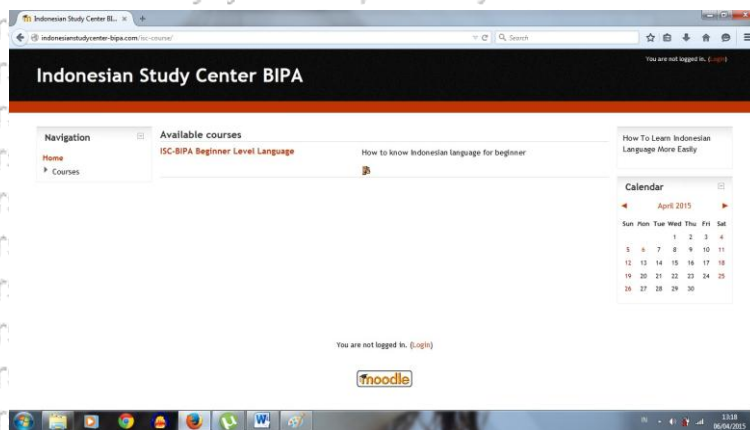 Indonesian Study Center BI...
indonesianstudycenter-bipa.com/isc-course/
Search
You are not logged in. (Login)
Indonesian Study Center BIPA
Navigation
Home
Courses
Available courses
ISC-BIPA Beginner Level Language
How to know Indonesian language for beginner
How To Learn Indonesian
Language More Easily
Calendar
April 2015
Sun Mon Tue Wed Thu Fri Sat
1 2 3 4
5 6 7 8 9 10 11
12 13 14 15 16 17 18
19 20 21 22 23 24 25
26 27 28 29 30
You are not logged in. (Login)
moodle
13:18
06/04/2015